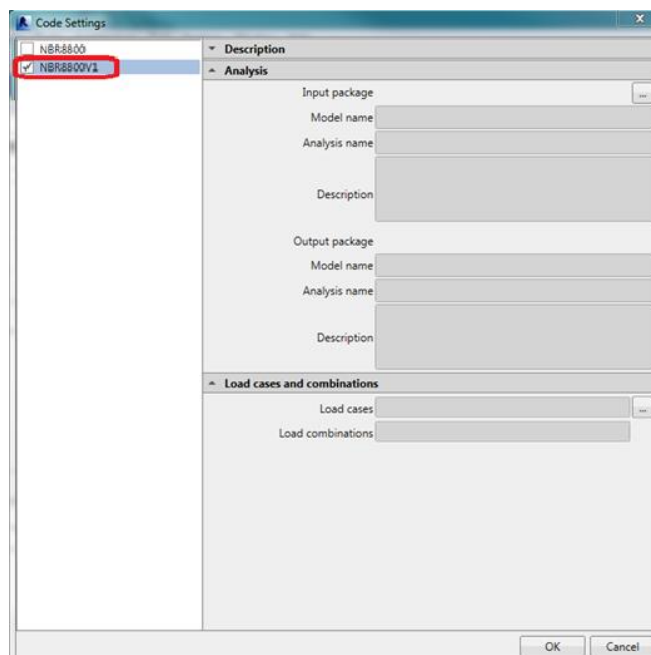 Code Settings
NBR8800
NBR8800V1
Description
Analysis
Input package
...
Model name
Analysis name
Description
Output package
Model name
Analysis name
Description
Load cases and combinations
Load cases
...
Load combinations
OK
Cancel